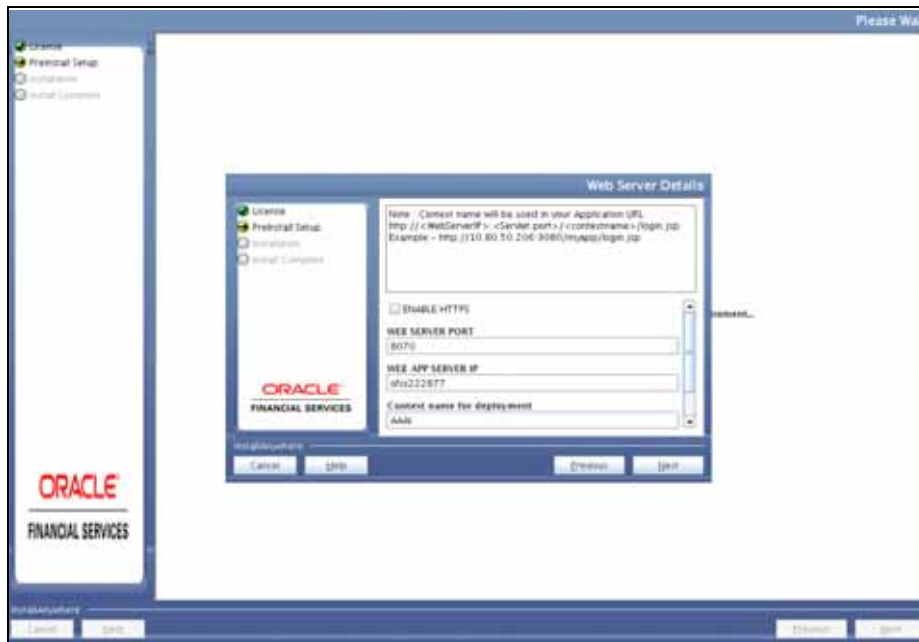 Please Wa
License
Preinstall Setup
Installation
Install Complete
Web Server Details
License
Preinstall Setup
Installation
Install Complete
Note : Context name will be used in your Application URL
http://<WebServerIP>:<Servlet port>/<contextname>/login.jsp
Example - http://10.80.50.206:9080/myapp/login.jsp
ENABLE HTTPS
WEB SERVER PORT
8070
WEB APP SERVER IP
ofss222877
Context name for deployment
ORACLE
FINANCIAL SERVICES
InstallAnywhere
Cancel
Help
Previous
Next
ORACLE
FINANCIAL SERVICES
InstallAnywhere
Cancel
Help
Previous
Next